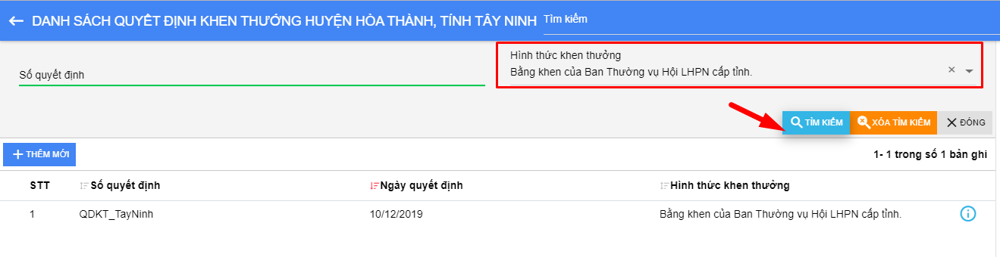 DANH SÁCH QUYẾT ĐỊNH KHEN THƯỞNG HUYỆN HÒA THÀNH, TỈNH TÂY NINH Tìm kiếm
Hình thức khen thưởng
Số quyết định
Bằng khen của Ban Thường vụ Hội LHPN cấp tỉnh.
TÌM KIẾM XÓA TÌM KIẾM ĐÓNG
THÊM MỚI 1- 1 trong số 1 bản ghi
STT Số quyết định Ngày quyết định Hình thức khen thưởng
1 QDKT_TayNinh 10/12/2019 Bằng khen của Ban Thường vụ Hội LHPN cấp tỉnh.